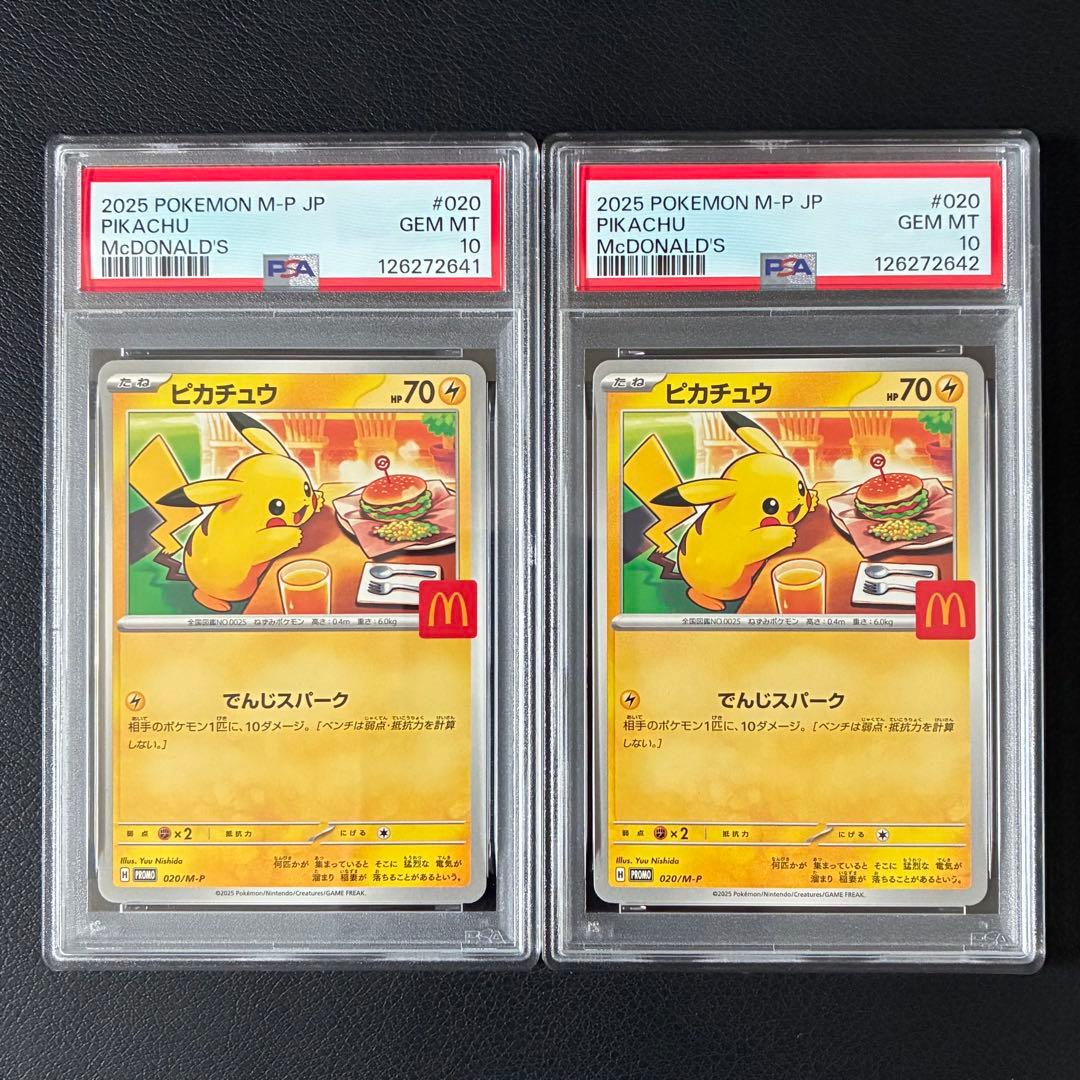 2025 POKEMON M-P JP #020
PIKACHU GEM MT
McDONALD'S 10
PSA 126272641
たね ピカチュウ HP70
全国図鑑NO.0025 ねずみポケモン 高さ:0.4m 重さ:6.0kg
でんじスパーク
相手のポケモン1匹に、10ダメージ。[ベンチは弱点・抵抗力を計算
しない。]
弱点 ×2 抵抗力 にげる
Illus. Yuu Nishida
何匹かが 集まっていると そこに 猛烈な 電気が
溜まり 稲妻が 落ちることがあるという。
H PROMO 020/M-P
©2025 Pokémon/Nintendo/Creatures/GAME FREAK.
2025 POKEMON M-P JP #020
PIKACHU GEM MT
McDONALD'S 10
PSA 126272642
たね ピカチュウ HP70
全国図鑑NO.0025 ねずみポケモン 高さ:0.4m 重さ:6.0kg
でんじスパーク
相手のポケモン1匹に、10ダメージ。[ベンチは弱点・抵抗力を計算
しない。]
弱点 ×2 抵抗力 にげる
Illus. Yuu Nishida
何匹かが 集まっていると そこに 猛烈な 電気が
溜まり 稲妻が 落ちることがあるという。
H PROMO 020/M-P
©2025 Pokémon/Nintendo/Creatures/GAME FREAK.